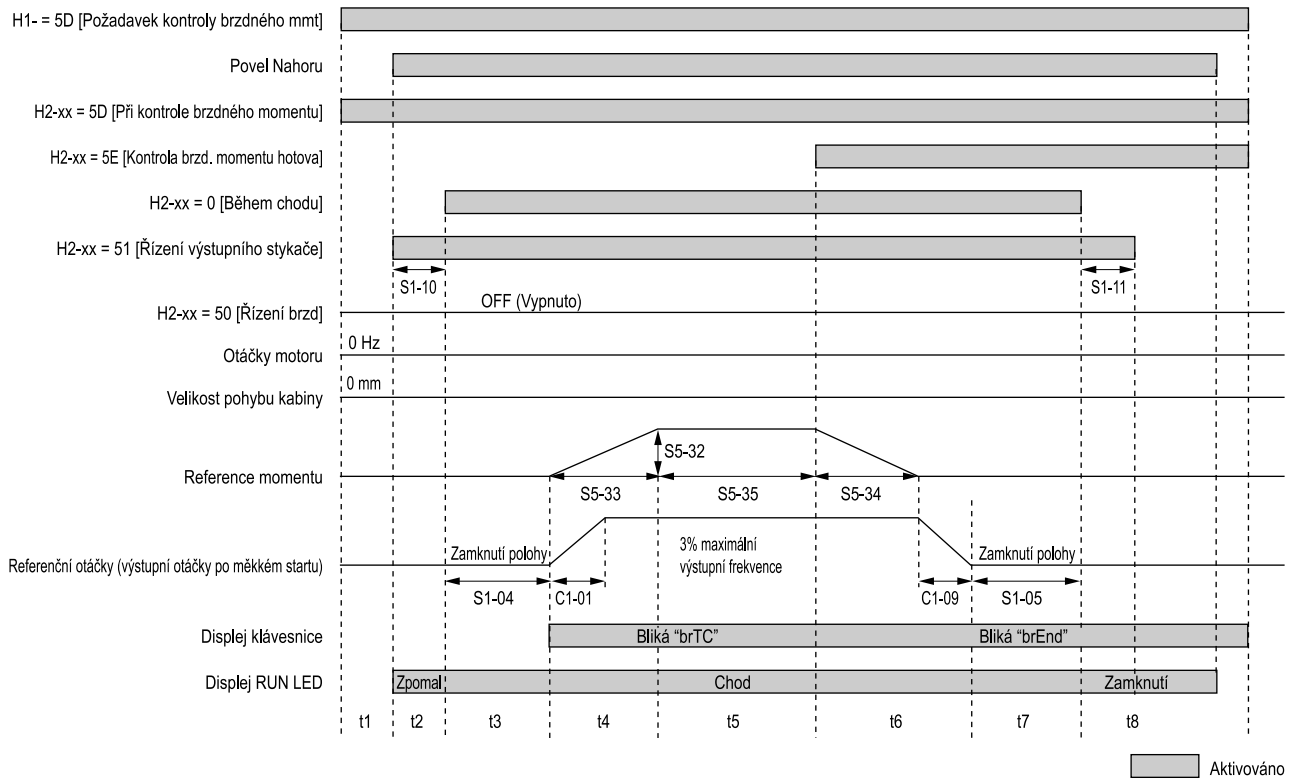 H1- = 5D [Požadavek kontroly brzdného mmt]
Povel Nahoru
H2-xx = 5D [Při kontrole brzdného momentu]
H2-xx = 5E [Kontrola brzd. momentu hotova]
H2-xx = 0 [Během chodu]
H2-xx = 51 [Řízení výstupního stykače]
S1-10
S1-11
OFF (Vypnuto)
H2-xx = 50 [Řízení brzd]
0 Hz
Otáčky motoru
0 mm
Velikost pohybu kabiny
S5-32
Reference momentu
S5-33
S5-35
S5-34
Zamknutí polohy
3% maximální
výstupní frekvence
Zamknutí polohy
Referenční otáčky (výstupní otáčky po měkkém startu)
S1-04
C1-01
C1-09
S1-05
Displej klávesnice
Bliká “brTC”
Bliká “brEnd”
Displej RUN LED
Zpomal
Chod
Zamknutí
t1
t2
t3
t4
t5
t6
t7
t8
Aktivováno